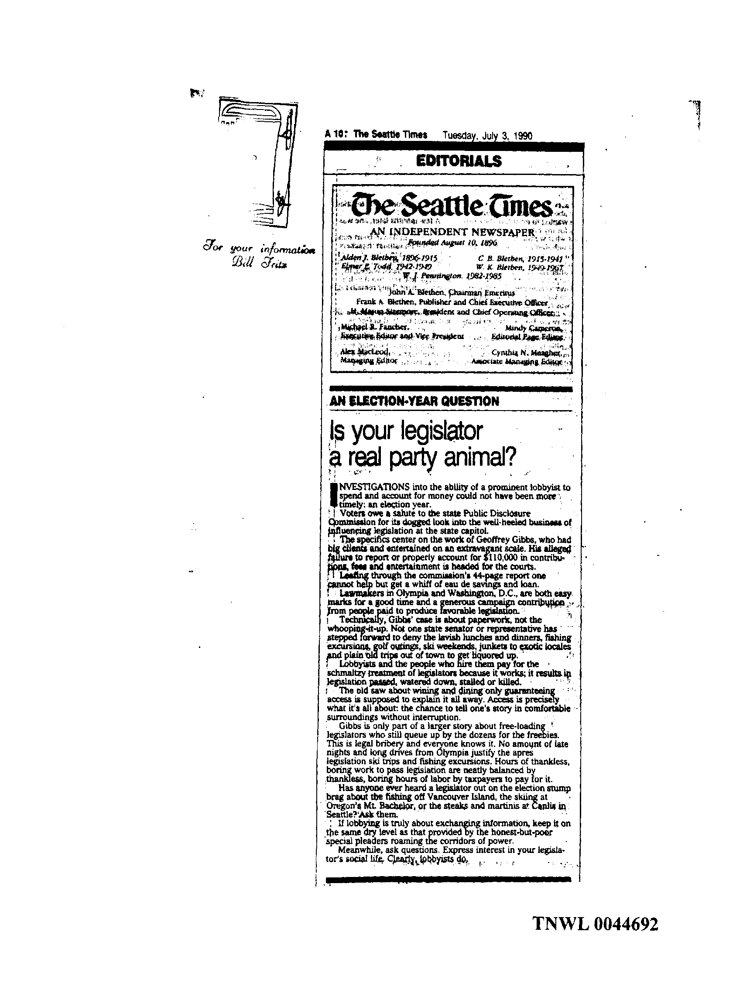 For your information
Bill Fritz
A 10: The Seattle Times Tuesday, July 3, 1990
EDITORIALS
The Seattle Times
AN INDEPENDENT NEWSPAPER
Founded August 10, 1896
Alden J. Blethen, 1896-1915 C. B. Blethen, 1915-1941
Elmer E. Todd, 1942-1949 W. K. Blethen, 1949-1967
W. J. Pennington, 1982-1985
John A. Blethen, Chairman Emeritus
Frank A. Blethen, Publisher and Chief Executive Officer
President and Chief Operating Officer
Michael R. Fancher, Mindy Cameron,
Executive Editor and Vice President Editorial Page Editor
Alex MacLeod, Cynthia N. Meagher,
Managing Editor Associate Managing Editor
AN ELECTION-YEAR QUESTION
Is your legislator
a real party animal?
INVESTIGATIONS into the ability of a prominent lobbyist to
spend and account for money could not have been more
timely: an election year.
Voters owe a salute to the state Public Disclosure
Commission for its dogged look into the well-heeled business of
influencing legislation at the state capitol.
The specifics center on the work of Geoffrey Gibbs, who had
big clients and entertained on an extravagant scale. His alleged
failure to report or properly account for $110,000 in contribu-
tions, fees and entertainment is headed for the courts.
Leafing through the commission's 44-page report one
cannot help but get a whiff of eau de savings and loan.
Lawmakers in Olympia and Washington, D.C., are both easy
marks for a good time and a generous campaign contribution
from people paid to produce favorable legislation.
Technically, Gibbs' case is about paperwork, not the
whooping-it-up. Not one state senator or representative has
stepped forward to deny the lavish lunches and dinners, fishing
excursions, golf outings, ski weekends, junkets to exotic locales
and plain old trips out of town to get liquored up.
Lobbyists and the people who hire them pay for the
schmaltzy treatment of legislators because it works; it results in
legislation passed, watered down, stalled or killed.
The old saw about wining and dining only guaranteeing
access is supposed to explain it all away. Access is precisely
what it's all about: the chance to tell one's story in comfortable
surroundings without interruption.
Gibbs is only part of a larger story about free-loading
legislators who still queue up by the dozens for the freebies.
This is legal bribery and everyone knows it. No amount of late
nights and long drives from Olympia justify the apres
legislation ski trips and fishing excursions. Hours of thankless,
boring work to pass legislation are neatly balanced by
thankless, boring hours of labor by taxpayers to pay for it.
Has anyone ever heard a legislator out on the election stump
brag about the fishing off Vancouver Island, the skiing at
Oregon's Mt. Bachelor, or the steaks and martinis at Canlis in
Seattle? Ask them.
If lobbying is truly about exchanging information, keep it on
the same dry level as that provided by the honest-but-poor
special pleaders roaming the corridors of power.
Meanwhile, ask questions. Express interest in your legisla-
tor's social life. Clearly, lobbyists do.
TNWL 0044692